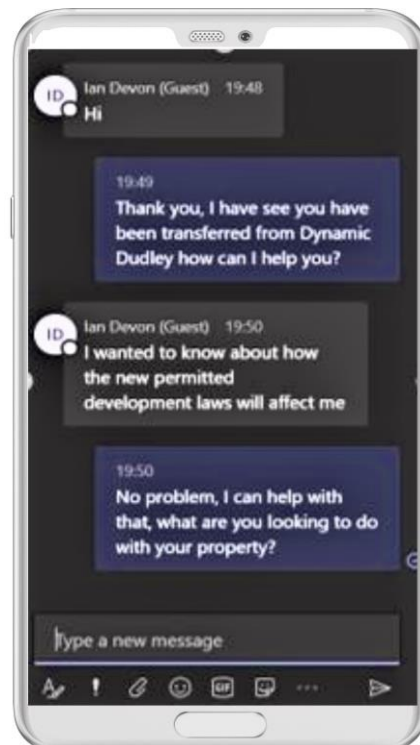 ID
Ian Devon (Guest) 19:48
Hi
19:49
Thank you, I have see you have
been transferred from Dynamic
Dudley how can I help you?
ID
Ian Devon (Guest) 19:50
I wanted to know about how
the new permitted
development laws will affect me
19:50
No problem, I can help with
that, what are you looking to do
with your property?
Type a new message
GIF